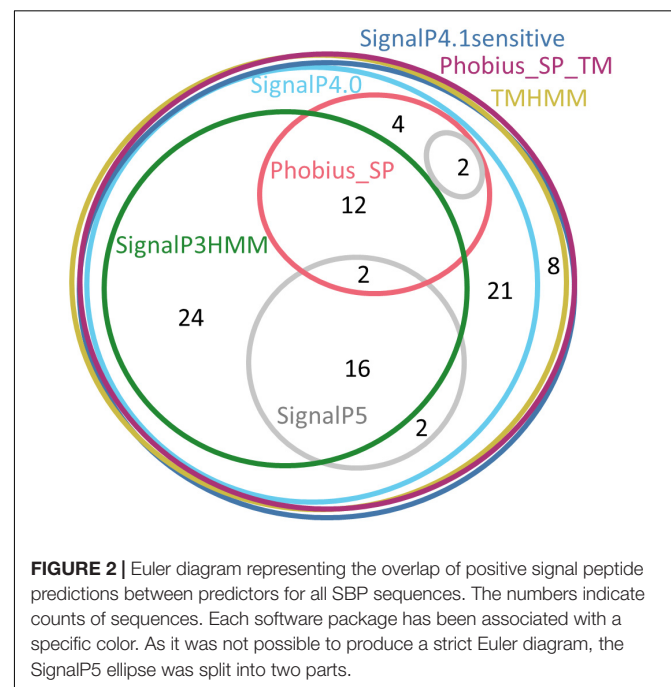 SignalP4.1sensitive
Phobius_SP_TM
SignalP4.0
TMHMM
4
2
Phobius_SP
12
SignalP3HMM
2
8
21
24
16
SignalP5
2
FIGURE 2 | Euler diagram representing the overlap of positive signal peptide
predictions between predictors for all SBP sequences. The numbers indicate
counts of sequences. Each software package has been associated with a
specific color. As it was not possible to produce a strict Euler diagram, the
SignalP5 ellipse was split into two parts.